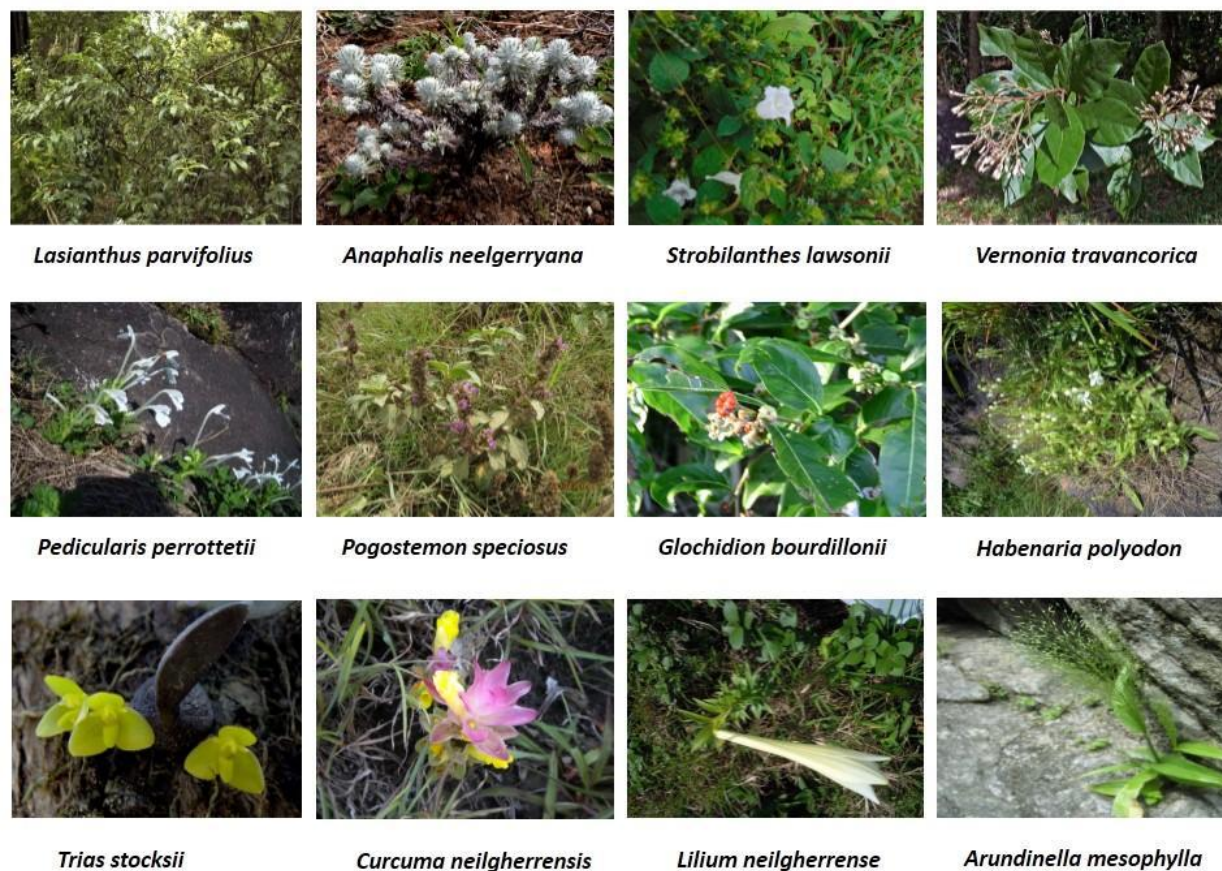 Lasianthus parvifolius
Anaphalis neelgerryana
Strobilanthes lawsonii
Vernonia travancorica
Pedicularis perrottetii
Pogostemon speciosus
Glochidion bourdillonii
Habenaria polyodon
Trias stocksii
Curcuma neilgherrensis
Lilium neilgherrense
Arundinella mesophylla